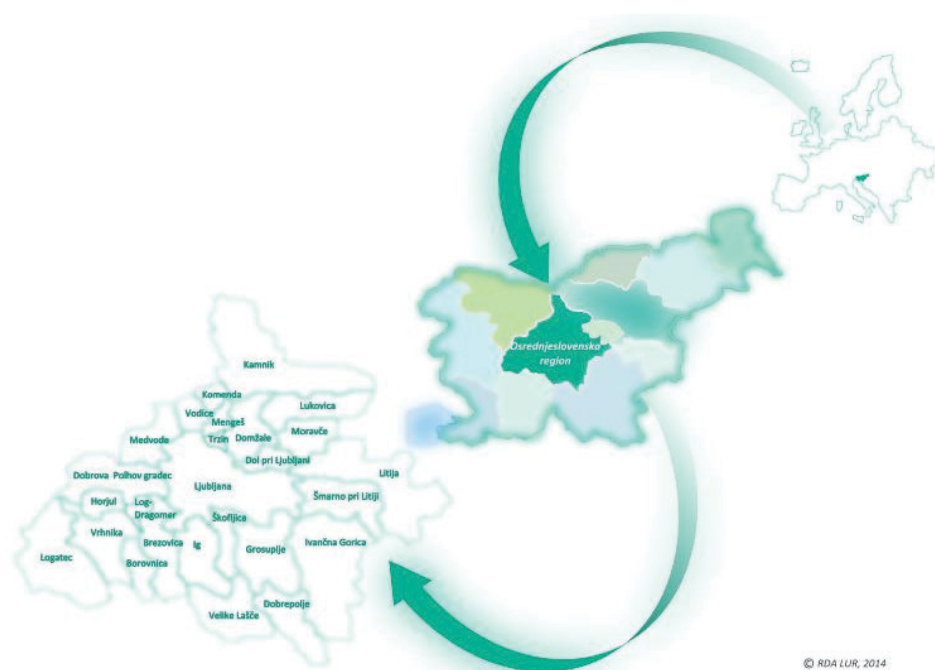 Osrednjeslovenska
region
Kamnik
Komenda
Vodice
Lukovica
Mengeš
Medvode
Trzin
Domžale
Moravče
Dol pri Ljubljani
Dobrova Polhov gradec
Ljubljana
Litija
Horjul
Log-
Dragomer
Šmarno pri Litiji
Škofljica
Vrhnika
Brezovica
Ig
Grosuplje
Ivančna Gorica
Logatec
Borovnica
Velike Lašče
Dobrepolje
© RDA LUR, 2014